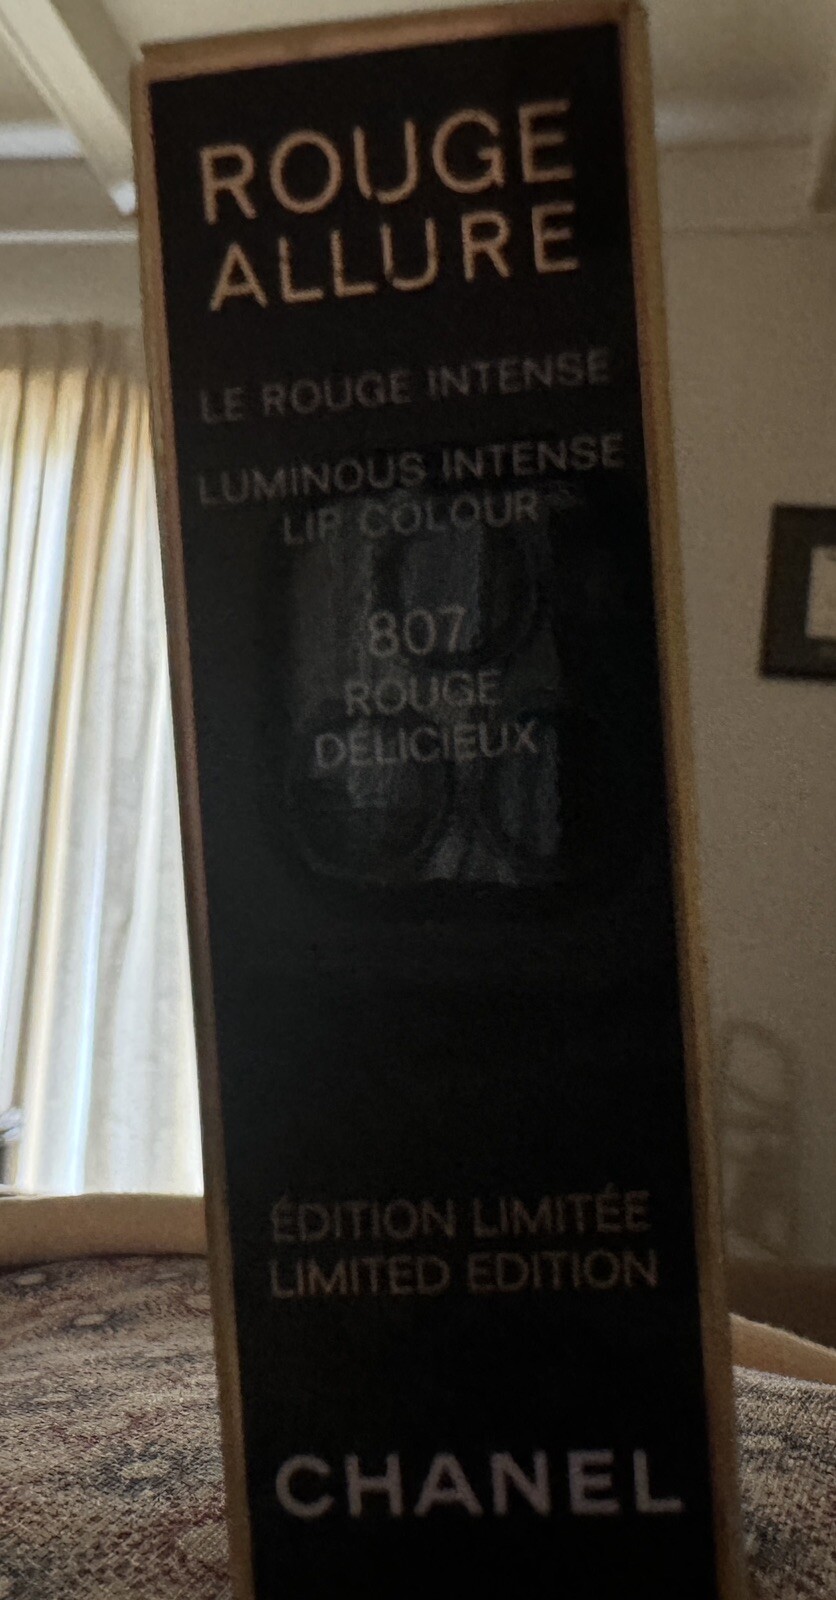 ROUGE
ALLURE
LE ROUGE INTENSE
LUMINOUS INTENSE
LIP COLOUR
807
ROUGE
DÉLICIEUX
ÉDITION LIMITÉE
LIMITED EDITION
CHANEL